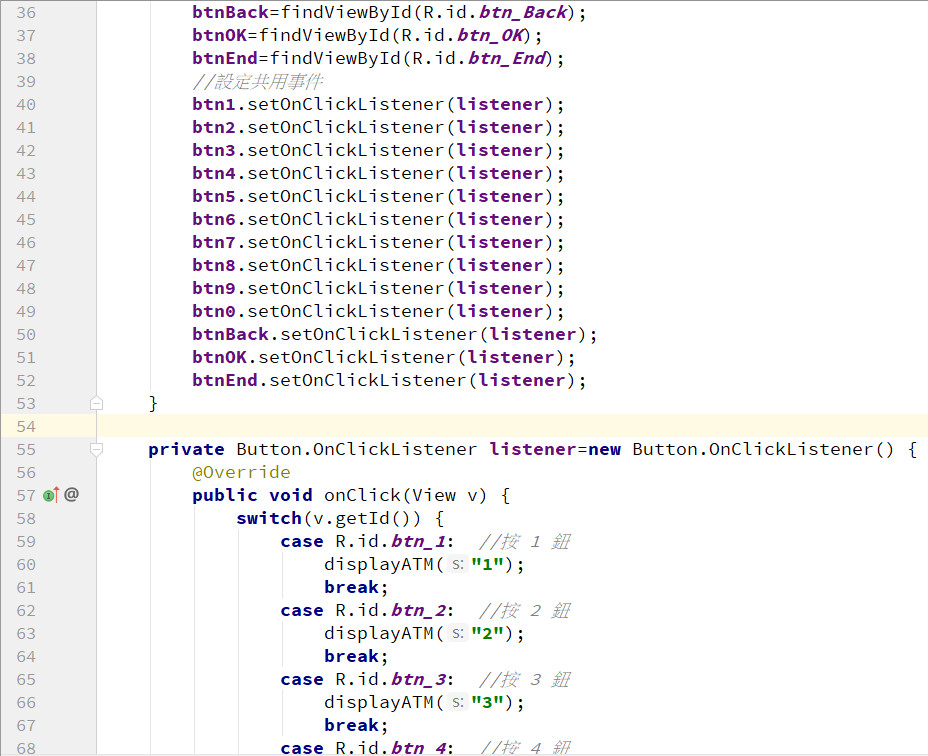 36 btnBack=findViewById(R.id.btn_Back);
37 btnOK=findViewById(R.id.btn_OK);
38 btnEnd=findViewById(R.id.btn_End);
39 //設定共用事件
40 btn1.setOnClickListener(listener);
41 btn2.setOnClickListener(listener);
42 btn3.setOnClickListener(listener);
43 btn4.setOnClickListener(listener);
44 btn5.setOnClickListener(listener);
45 btn6.setOnClickListener(listener);
46 btn7.setOnClickListener(listener);
47 btn8.setOnClickListener(listener);
48 btn9.setOnClickListener(listener);
49 btn0.setOnClickListener(listener);
50 btnBack.setOnClickListener(listener);
51 btnOK.setOnClickListener(listener);
52 btnEnd.setOnClickListener(listener);
53 }
54
55 private Button.OnClickListener listener=new Button.OnClickListener() {
56 @Override
57 @ public void onClick(View v) {
58 switch(v.getId()) {
59 case R.id.btn_1: //按 1 鈕
60 displayATM( s: "1");
61 break;
62 case R.id.btn_2: //按 2 鈕
63 displayATM( s: "2");
64 break;
65 case R.id.btn_3: //按 3 鈕
66 displayATM( s: "3");
67 break;
68 case R.id.btn_4: //按 4 鈕